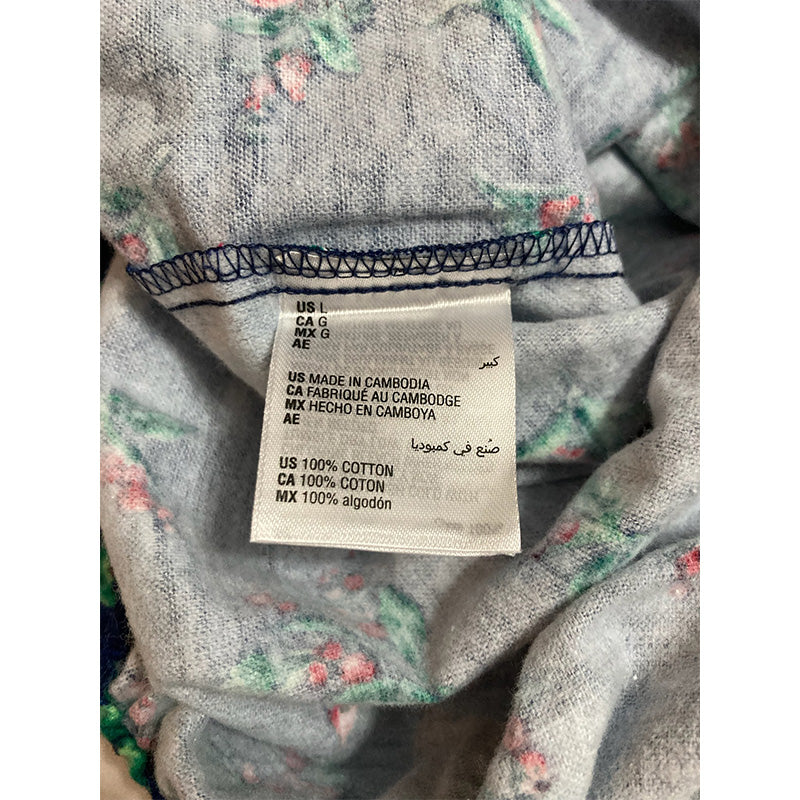 US L
CA G
MX G
AE
كبير
US MADE IN CAMBODIA
CA FABRIQUÉ AU CAMBODGE
MX HECHO EN CAMBOYA
AE
صُنع في كمبوديا
US 100% COTTON
CA 100% COTON
MX 100% algodón